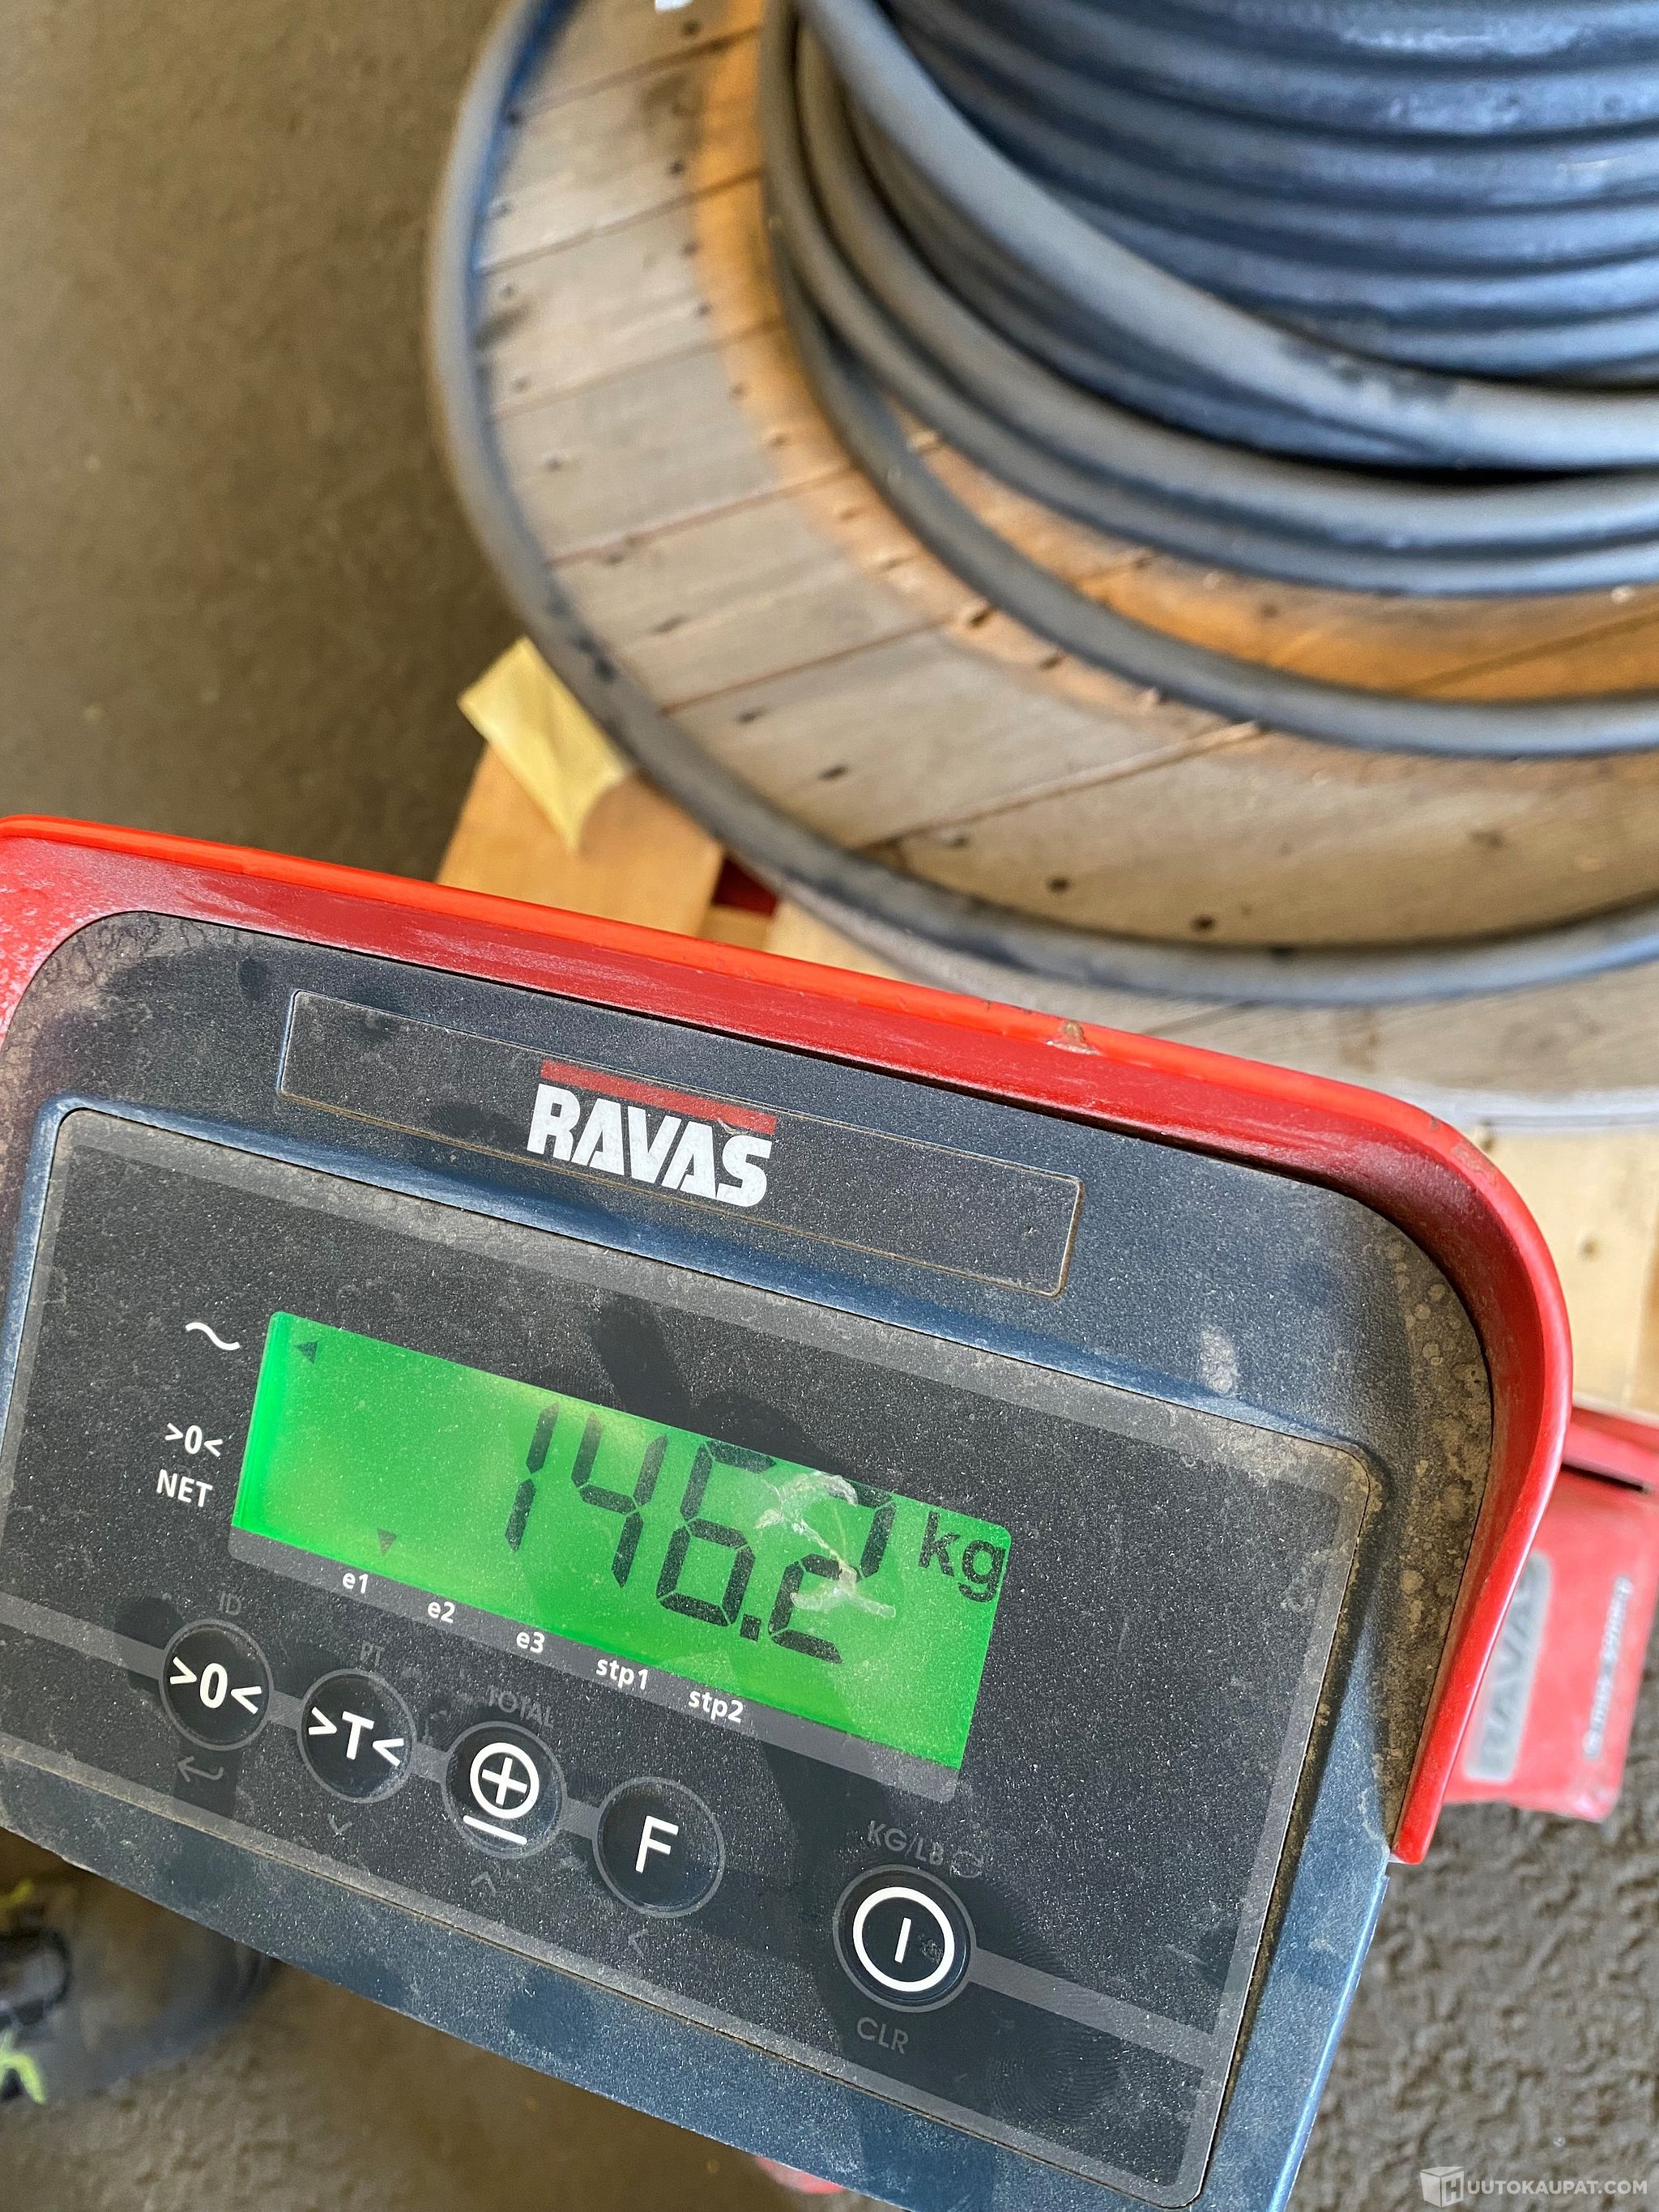 RAVAS
146.2 kg
>0<
NET
e1
e2
e3
stp1
stp2
ID
>0<
PT
>T<
TOTAL
F
KG/LB
CLR
RAVAS
HUUTOKAUPAT.COM